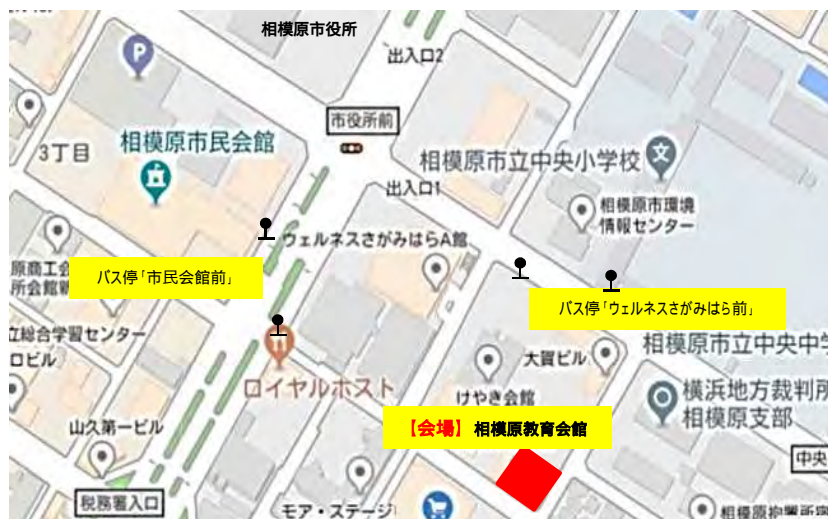 相模原市役所
出入口2
P
市役所前
3丁目
相模原市民会館
相模原市立中央小学校
文
出入口1
相模原市環境
情報センター
ウェルネスさがみはらA館
原商工会
所会館
バス停「市民会館前」
バス停「ウェルネスさがみはら前」
立総合学習センター
ロビル
大賀ビル
相模原市立中央中学
ロイヤルホスト
けやき会館
横浜地方裁判所
相模原支部
【会場】 相模原教育会館
山久第一ビル
中央
税務署入口
モア・ステージ
相模原拘置所